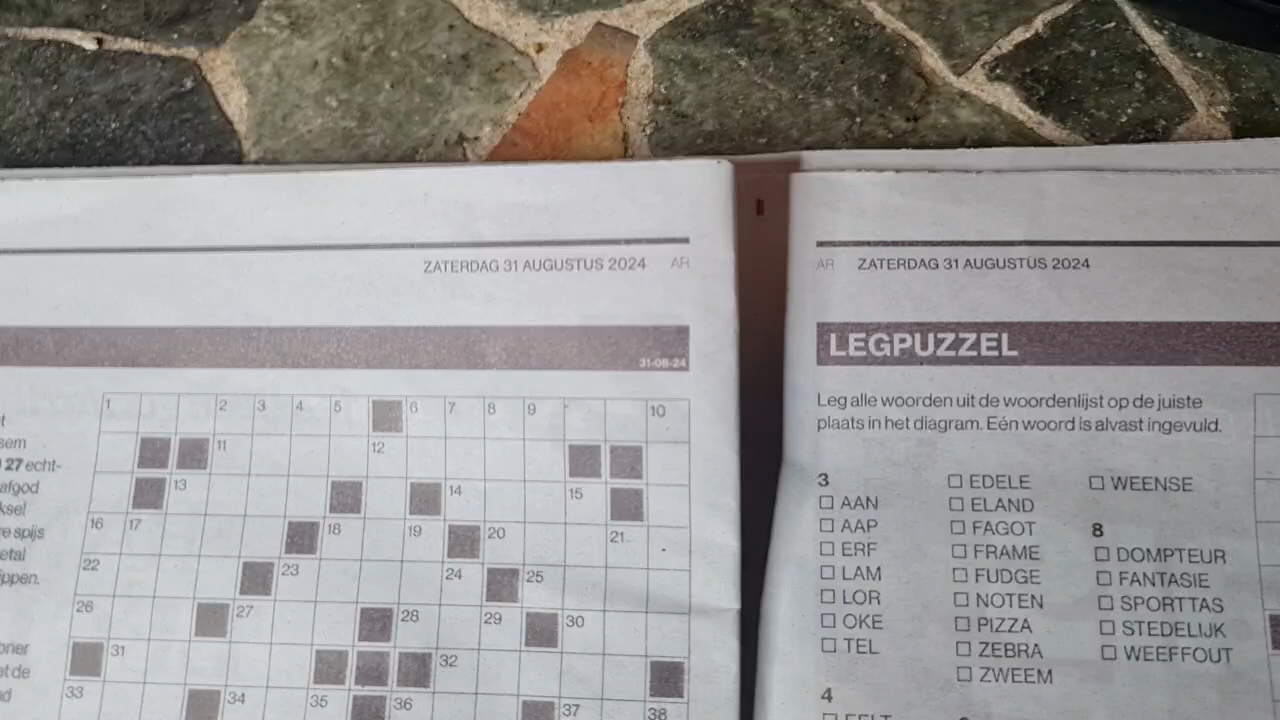 ZATERDAG 31 AUGUSTUS 2024 AR
31-08-24
sem
27 echt-
afgod
ksel
re spijs
etal
ippen.
oner
et de
1 2 3 4 5 6 7 8 9 10
11 12
13 14 15
16 17 18 19 20 21
22 23 24 25
26 27 28 29 30
31 32
33 34 35 36 37 38
AR ZATERDAG 31 AUGUSTUS 2024
LEGPUZZEL
Leg alle woorden uit de woordenlijst op de juiste
plaats in het diagram. Eén woord is alvast ingevuld.
3
AAN
AAP
ERF
LAM
LOR
OKE
TEL
4
EDELE
ELAND
FAGOT
FRAME
FUDGE
NOTEN
PIZZA
ZEBRA
ZWEEM
WEENSE
8
DOMPTEUR
FANTASIE
SPORTTAS
STEDELIJK
WEEFFOUT